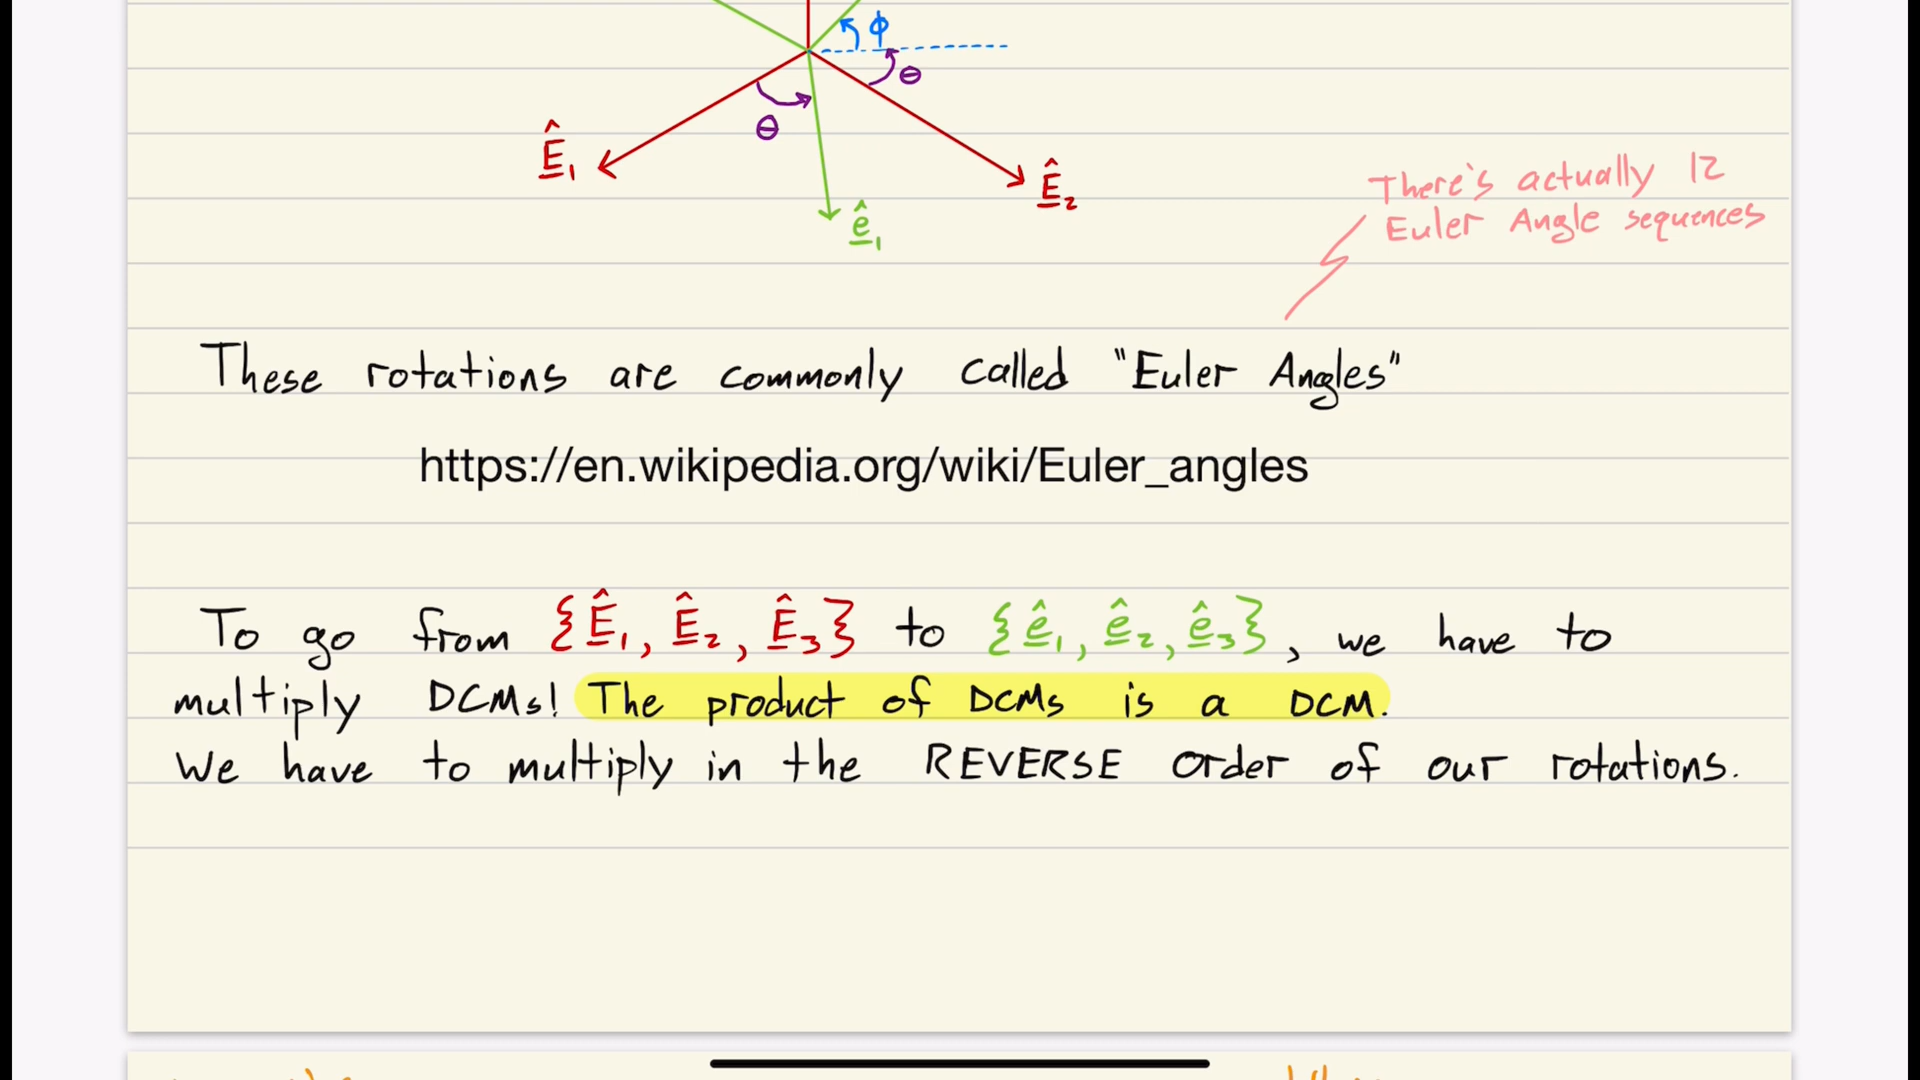 ϕ
θ
θ
Ê₁
Ê₂
ê₁
There's actually 12
Euler Angle sequences
These rotations are commonly called "Euler Angles"
https://en.wikipedia.org/wiki/Euler_angles
To go from {Ê₁, Ê₂, Ê₃} to {ê₁, ê₂, ê₃}, we have to
multiply DCMs! The product of DCMs is a DCM.
We have to multiply in the REVERSE order of our rotations.